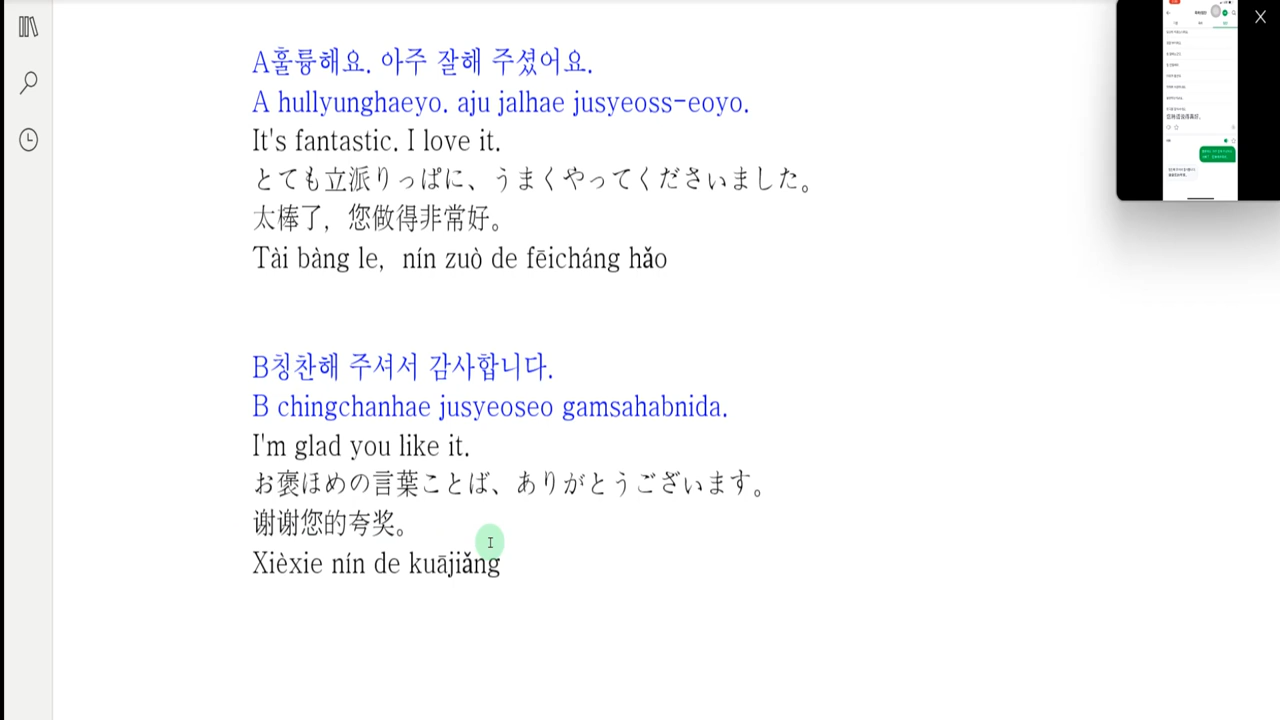 A훌륭해요. 아주 잘해 주셨어요.
A hullyunghaeyo. aju jalhae jusyeoss-eoyo.
It's fantastic. I love it.
とても立派りっぱに、うまくやってくださいました。
太棒了，您做得非常好。
Tài bàng le,  nín zuò de fēicháng hǎo
B칭찬해 주셔서 감사합니다.
B chingchanhae jusyeoseo gamsahabnida.
I'm glad you like it.
お褒ほめの言葉ことば、ありがとうございます。
谢谢您的夸奖。
Xièxie nín de kuājiǎng